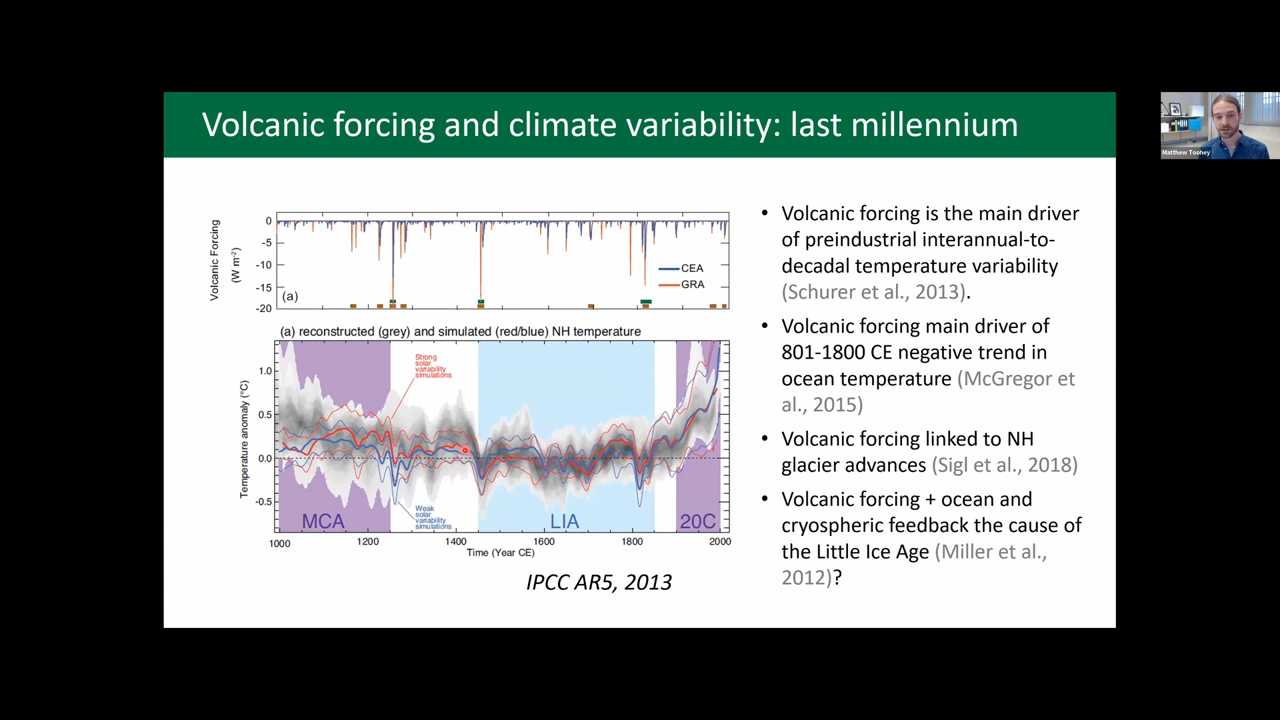 Volcanic forcing and climate variability: last millennium
Matthew Toohey
Volcanic Forcing
(W m-2)
0
-5
-10
-15
-20
(a)
CEA
GRA
(a) reconstructed (grey) and simulated (red/blue) NH temperature
Temperature anomaly (°C)
1.0
0.5
0.0
-0.5
Strong
solar
variability
simulations
Weak
solar
variability
simulations
MCA
LIA
20C
1000
1200
1400
1600
1800
2000
Time (Year CE)
IPCC AR5, 2013
• Volcanic forcing is the main driver
of preindustrial interannual-to-
decadal temperature variability
(Schurer et al., 2013).
• Volcanic forcing main driver of
801-1800 CE negative trend in
ocean temperature (McGregor et
al., 2015)
• Volcanic forcing linked to NH
glacier advances (Sigl et al., 2018)
• Volcanic forcing + ocean and
cryospheric feedback the cause of
the Little Ice Age (Miller et al.,
2012)?